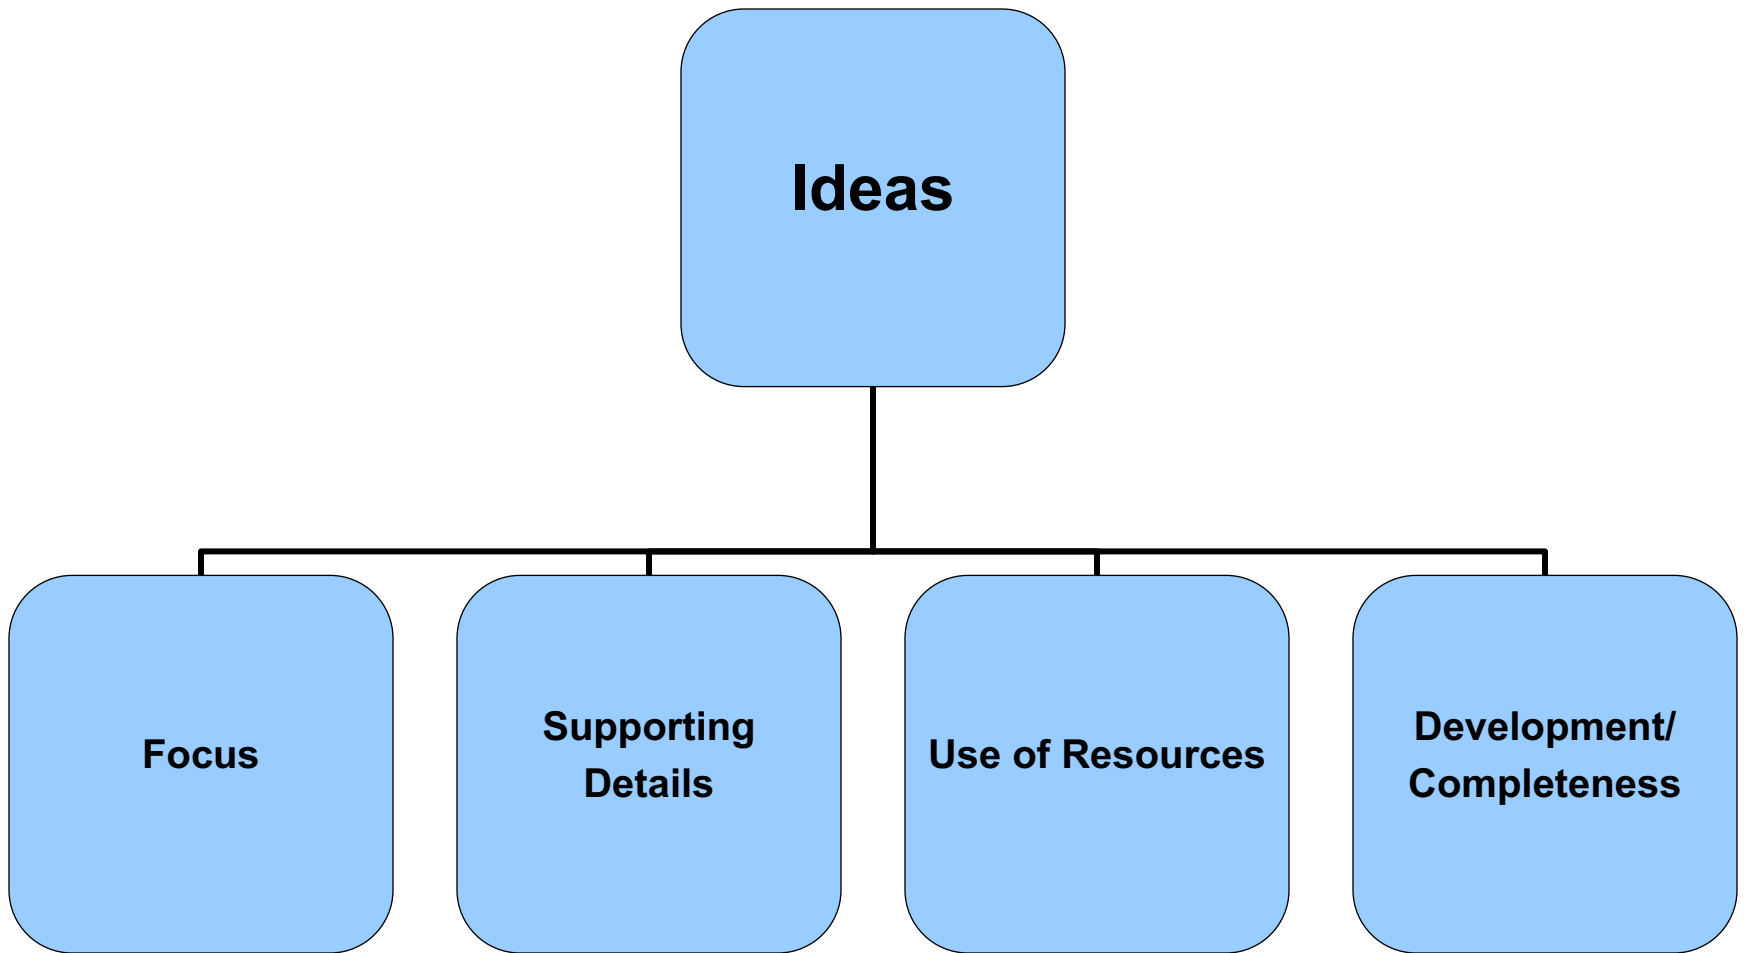 Ideas
Focus
Supporting
Details
Use of Resources
Development/
Completeness